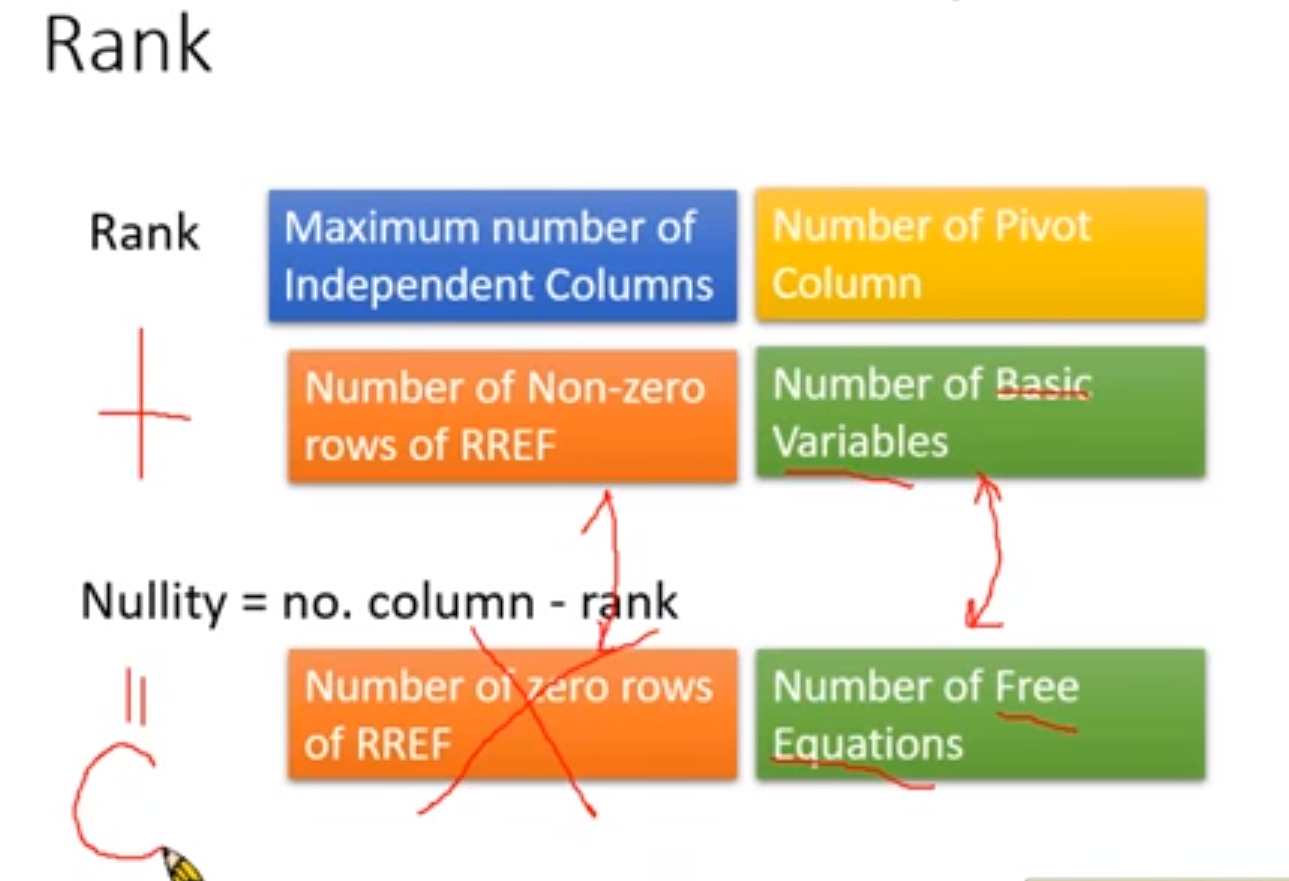 Rank
Rank
Maximum number of
Independent Columns
Number of Pivot
Column
+
Number of Non-zero
rows of RREF
Number of Basic
Variables
Nullity = no. column - rank
=
Number of zero rows
of RREF
Number of Free
Equations
C